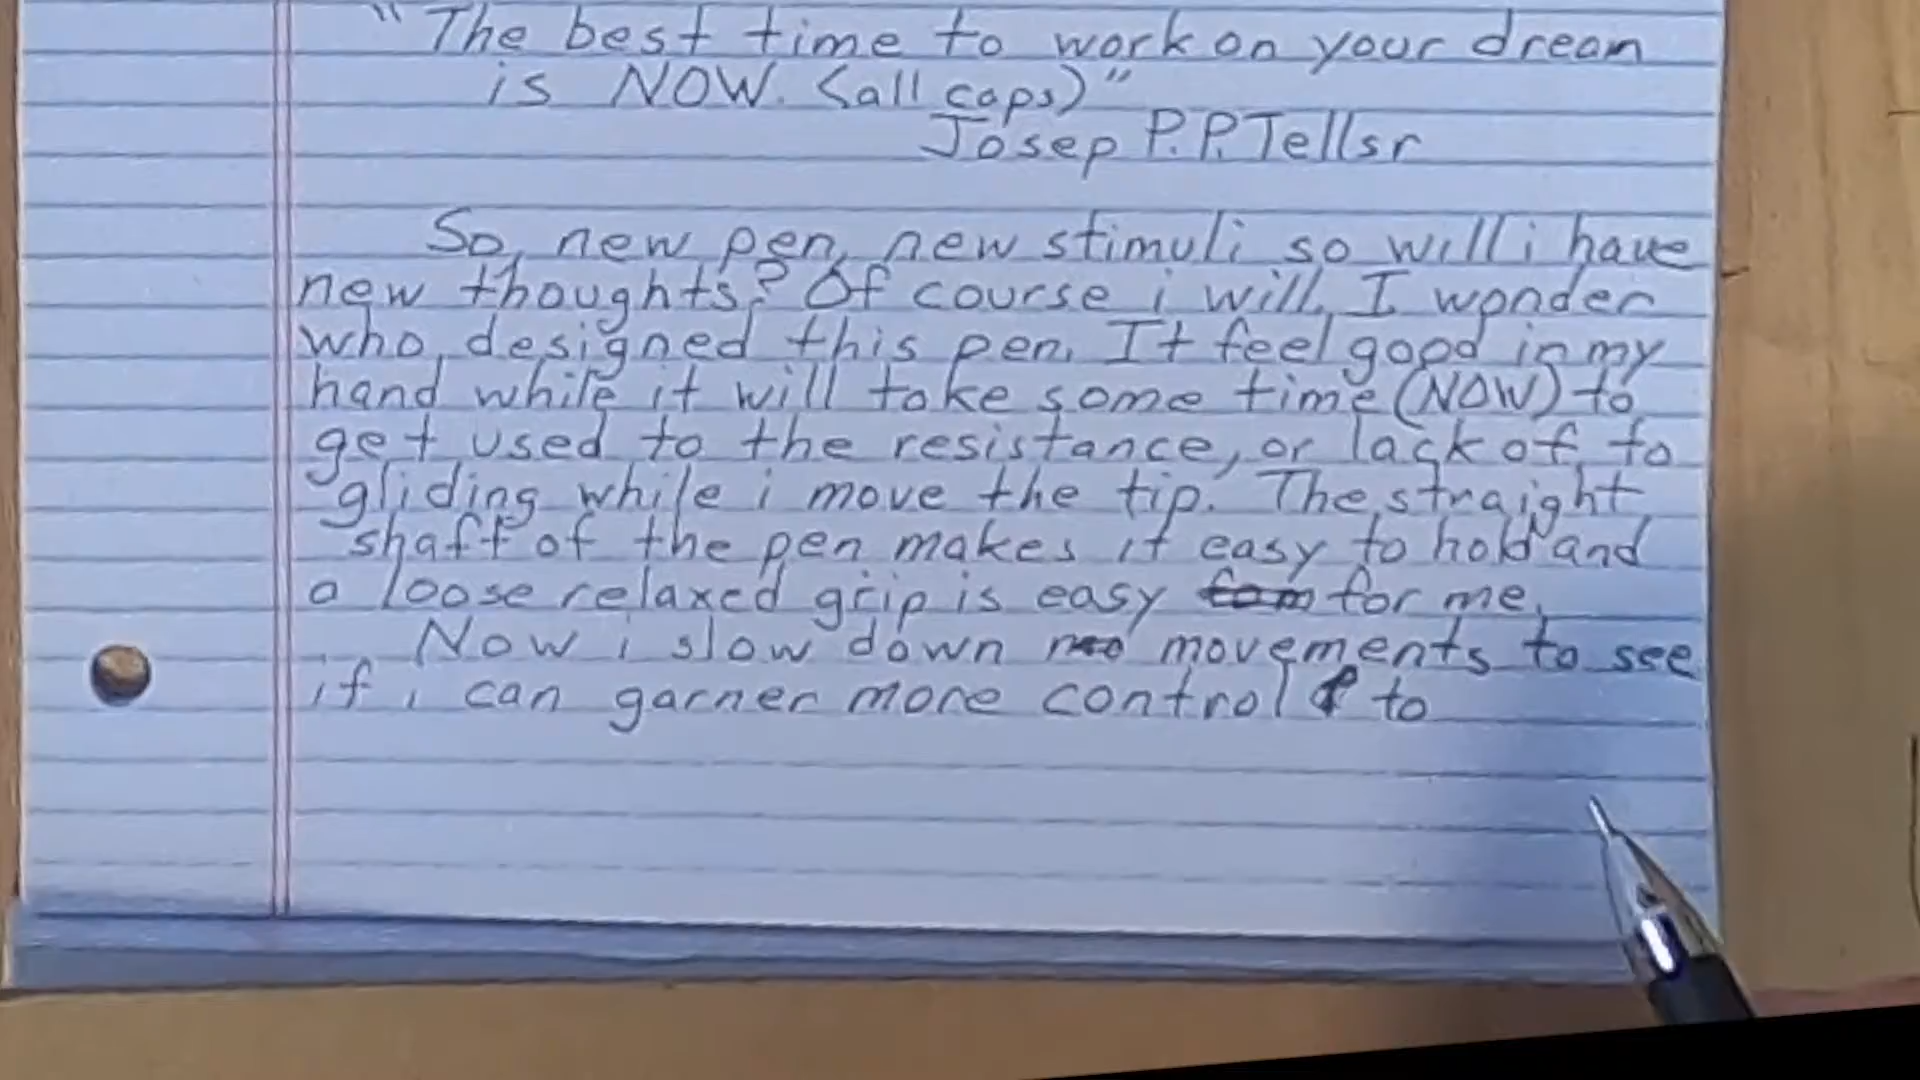 "The best time to work on your dream
is NOW. (all caps)"
Josep P.P.Tellsr
So, new pen, new stimuli so will i have
new thoughts? Of course i will. I wonder
who, designed this pen. It feel good in my
hand while it will take some time (NOW) to
get used to the resistance, or lack of, to
gliding while i move the tip. The straight
shaft of the pen makes it easy to hold and
a loose relaxed grip is easy for me.
Now i slow down movements to see
if i can garner more control to